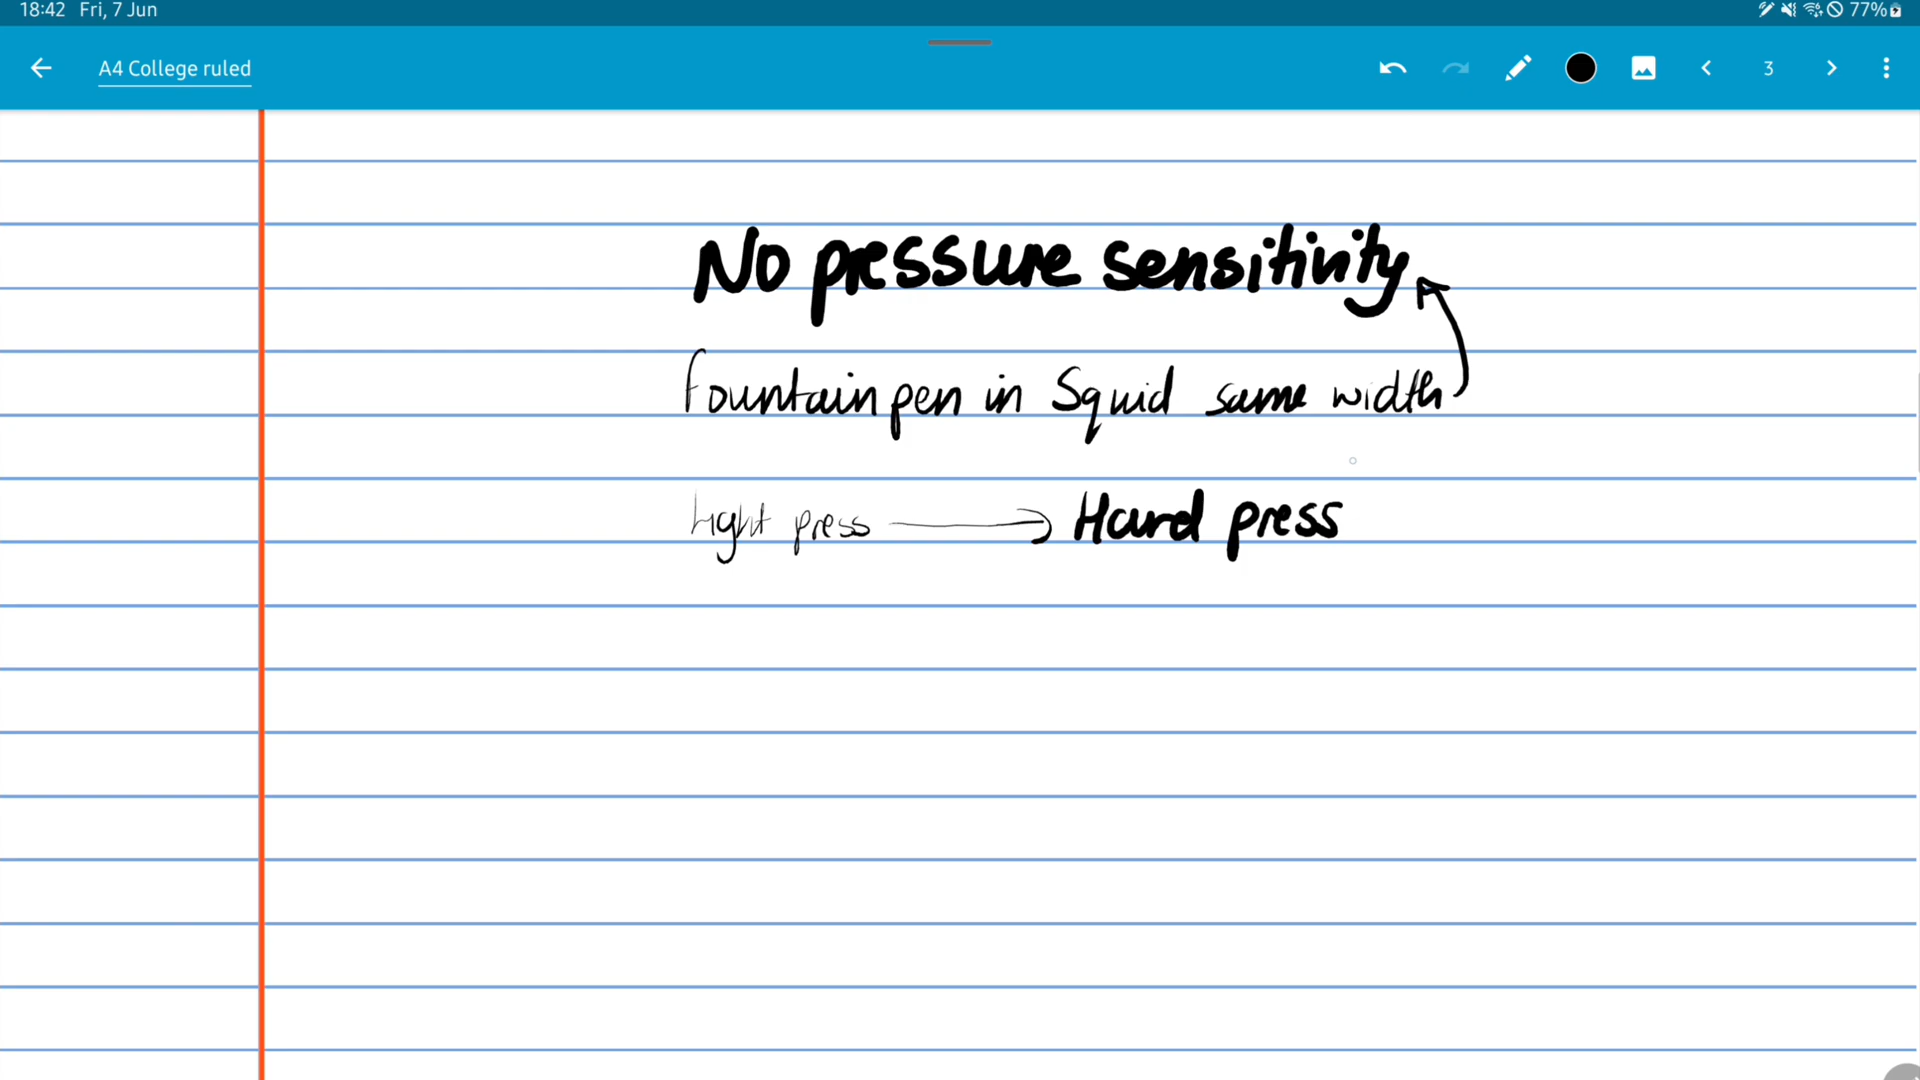 18:42 Fri, 7 Jun 77%
A4 College ruled 3
No pressure sensitivity
fountain pen in Squid same width
Light press → Hard press